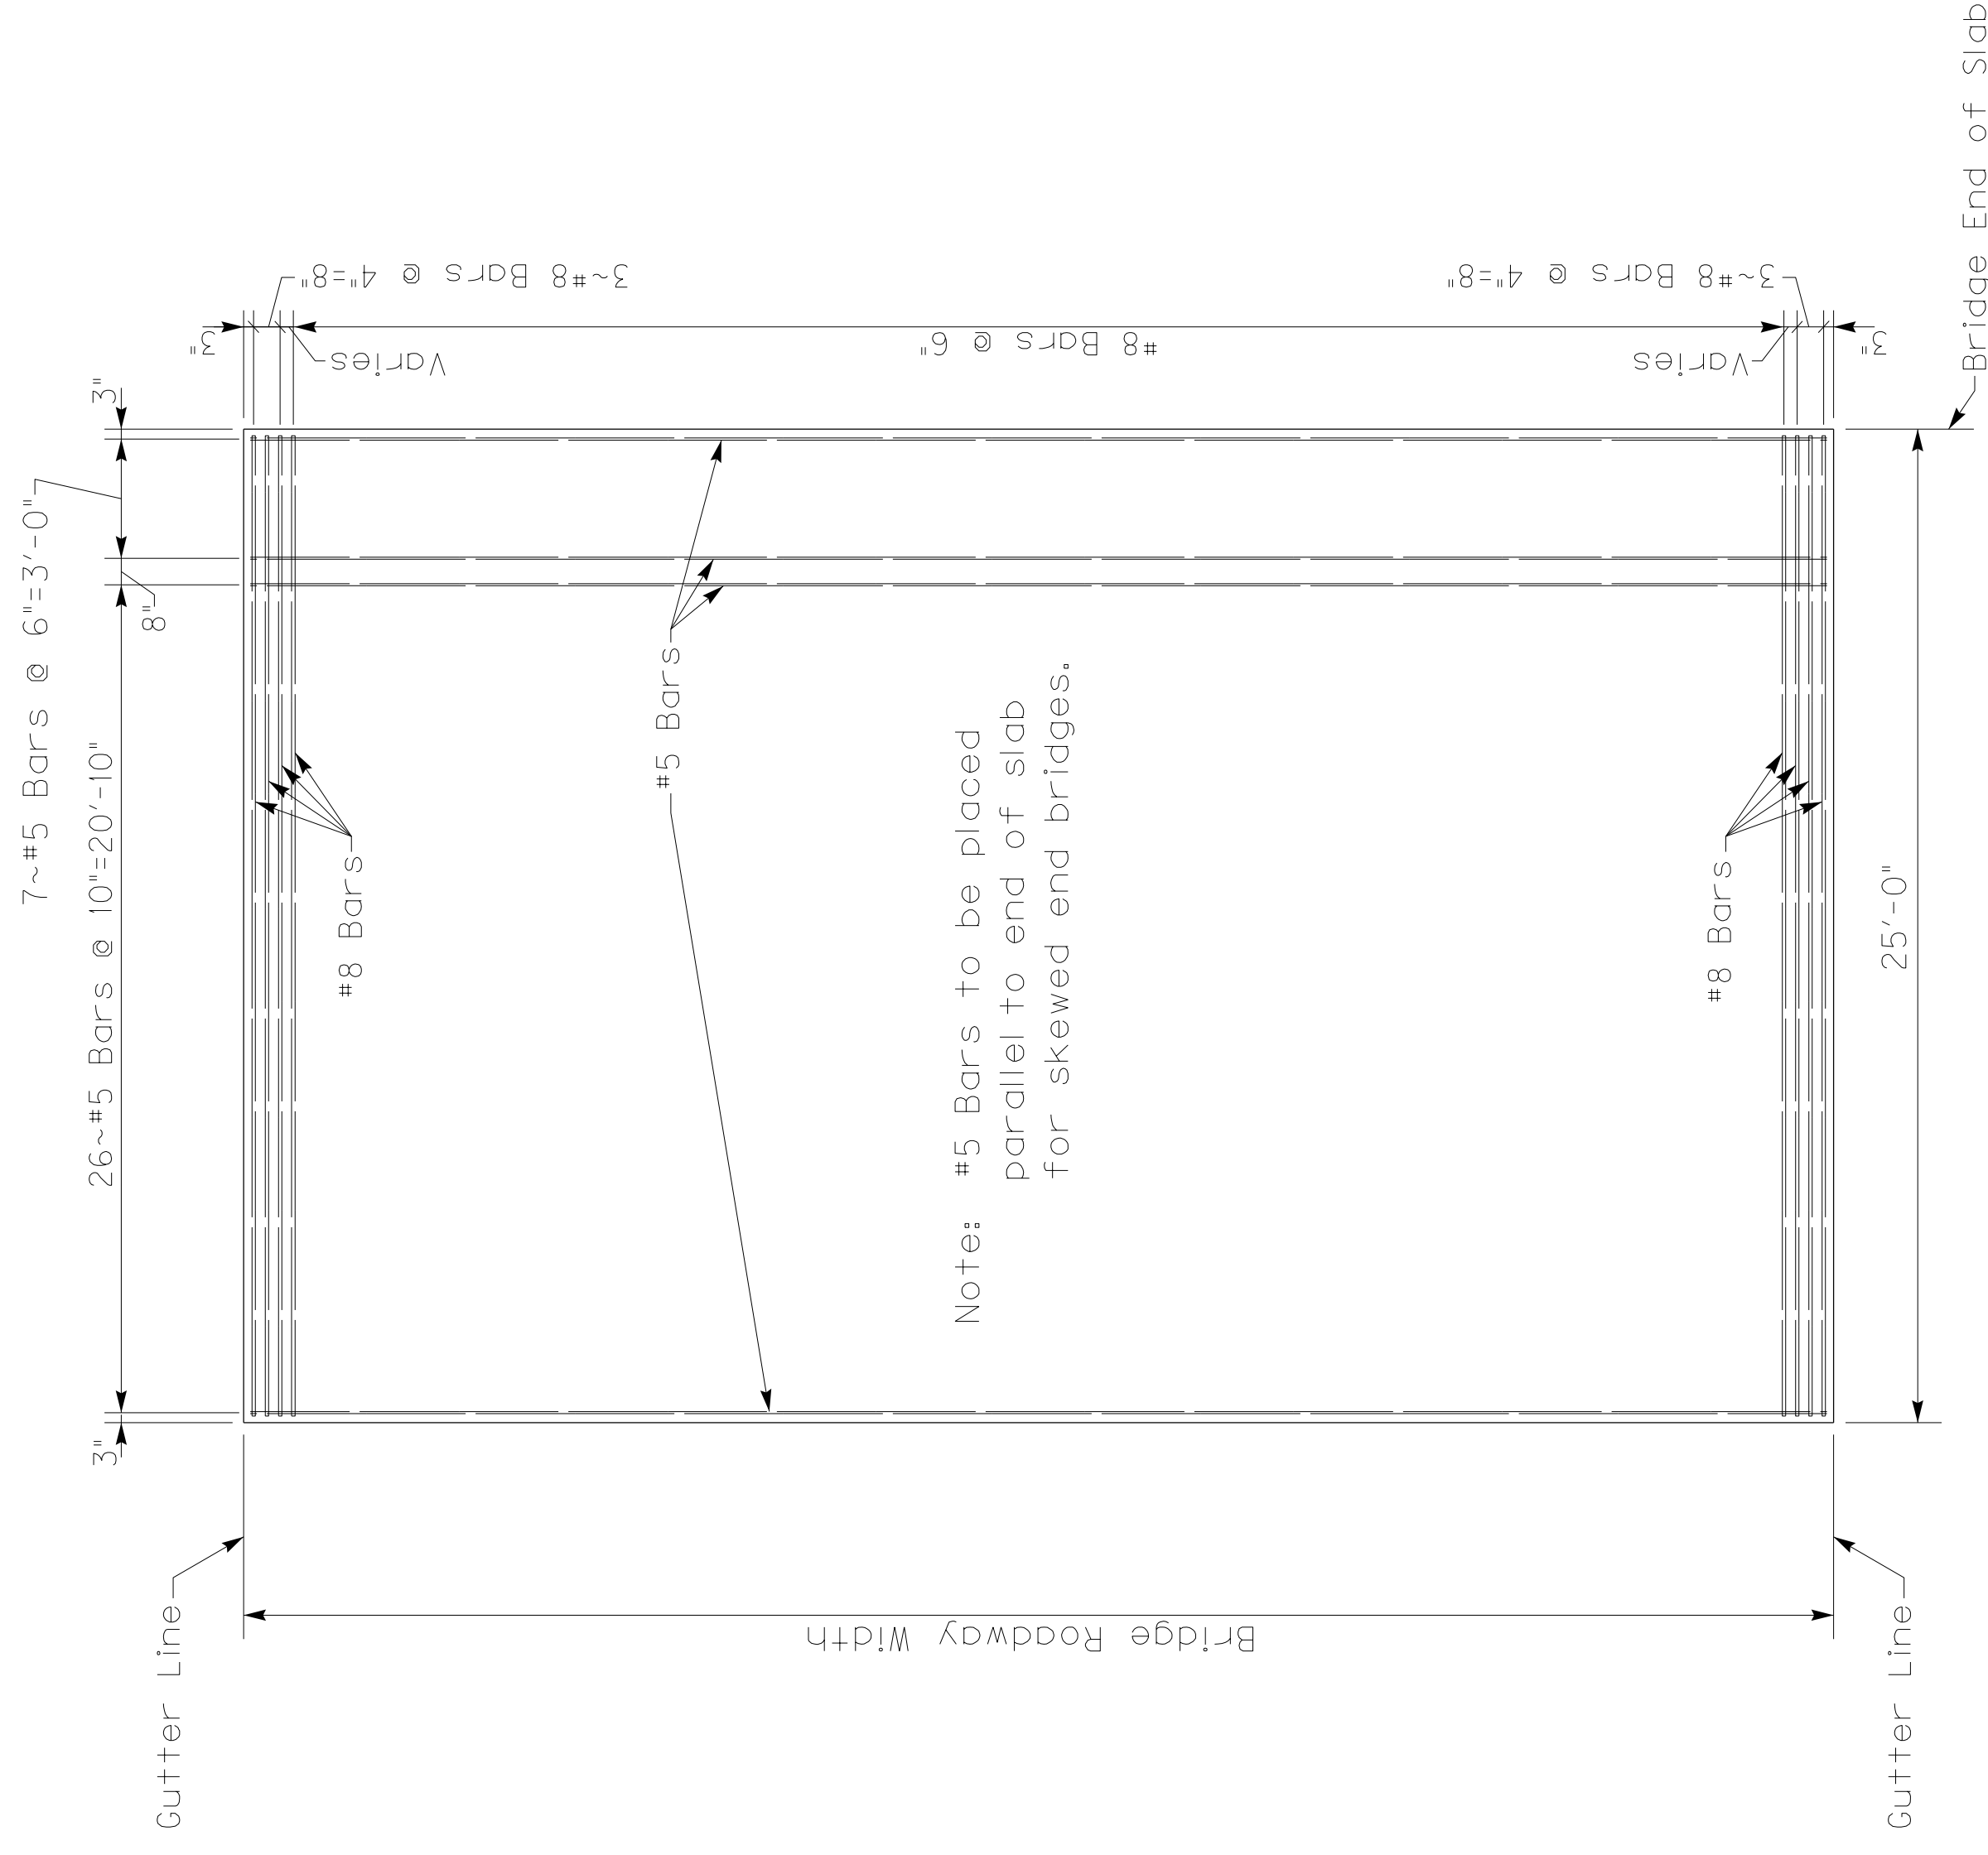 Bridge End of Slab
3~#8 Bars @ 4"=8"
3~#8 Bars @ 4"=8"
3"
Varies
#8 Bars @ 6"
Varies
3"
3"
7~#5 Bars @ 6"=3'-0"
8"
26~#5 Bars @ 10"=20'-10"
3"
#8 Bars
#5 Bars
Note: #5 Bars to be placed
parallel to end of slab
for skewed end bridges.
#8 Bars
25'-0"
Bridge Roadway Width
Gutter Line
Gutter Line